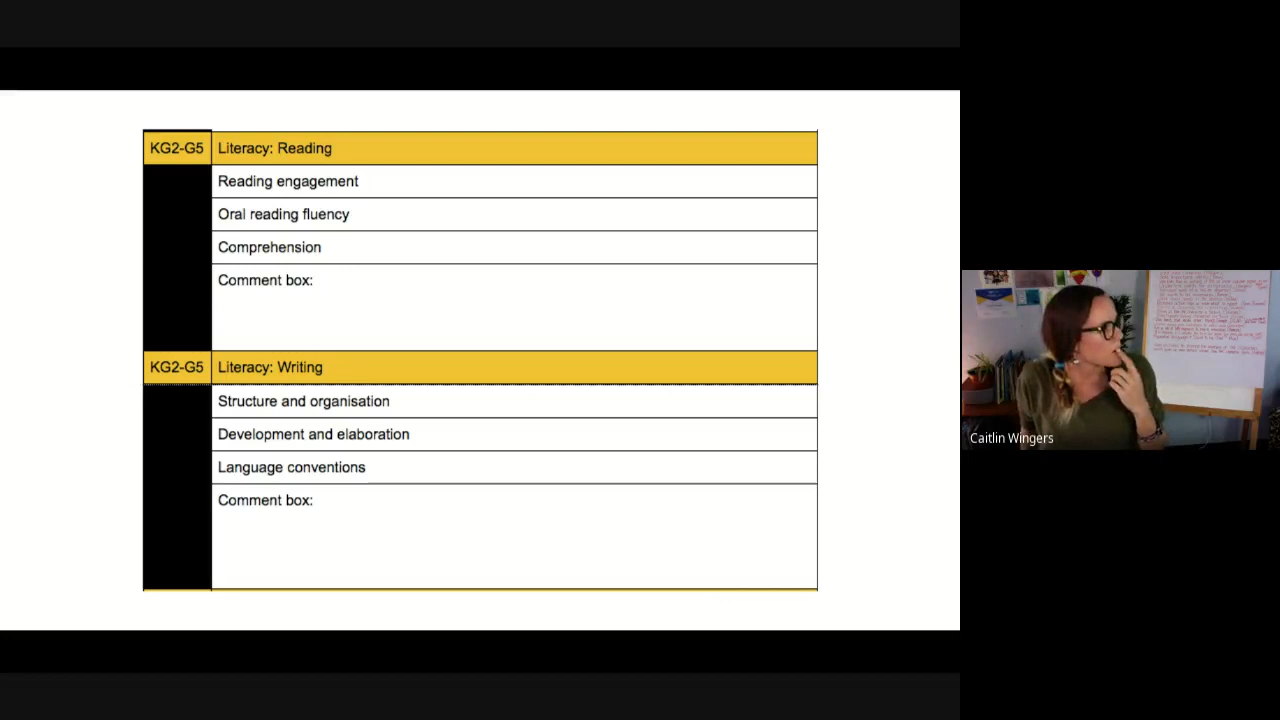 KG2-G5 Literacy: Reading
Reading engagement
Oral reading fluency
Comprehension
Comment box:
KG2-G5 Literacy: Writing
Structure and organisation
Development and elaboration
Language conventions
Comment box:
Caitlin Wingers